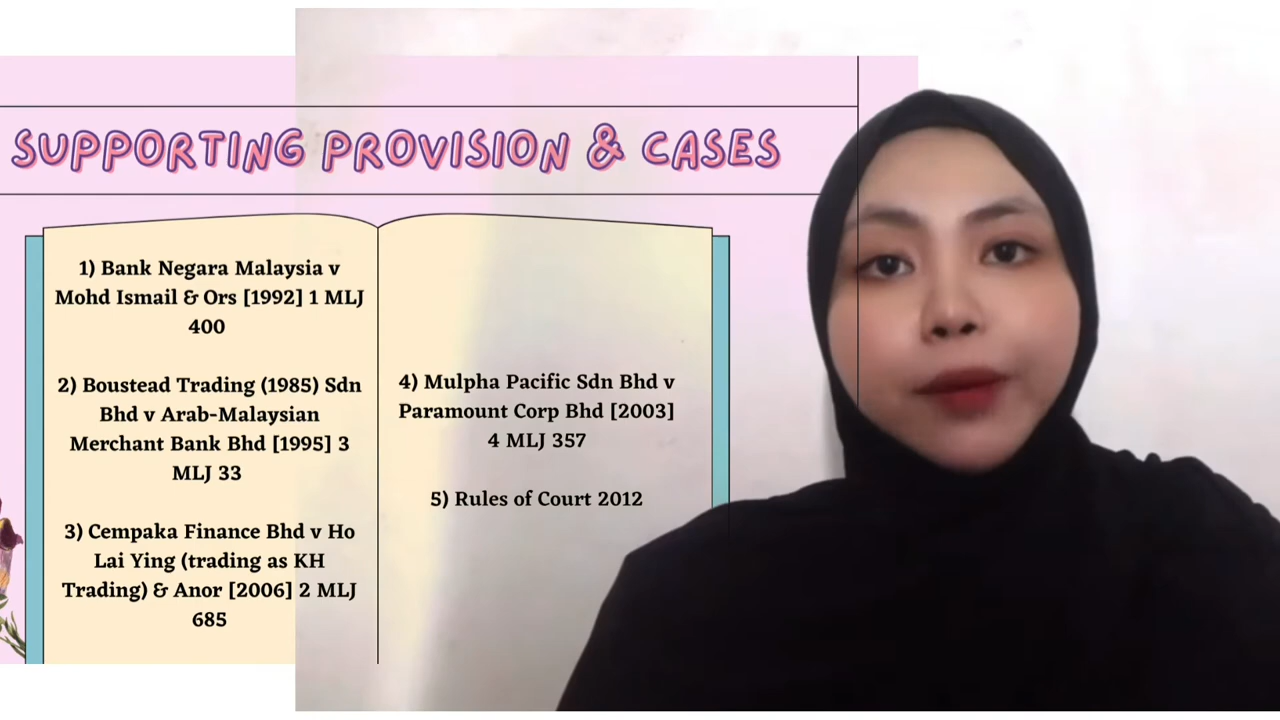 SUPPORTING PROVISION & CASES
1) Bank Negara Malaysia v
Mohd Ismail & Ors [1992] 1 MLJ
400
2) Boustead Trading (1985) Sdn
Bhd v Arab-Malaysian
Merchant Bank Bhd [1995] 3
MLJ 33
3) Cempaka Finance Bhd v Ho
Lai Ying (trading as KH
Trading) & Anor [2006] 2 MLJ
685
4) Mulpha Pacific Sdn Bhd v
Paramount Corp Bhd [2003]
4 MLJ 357
5) Rules of Court 2012